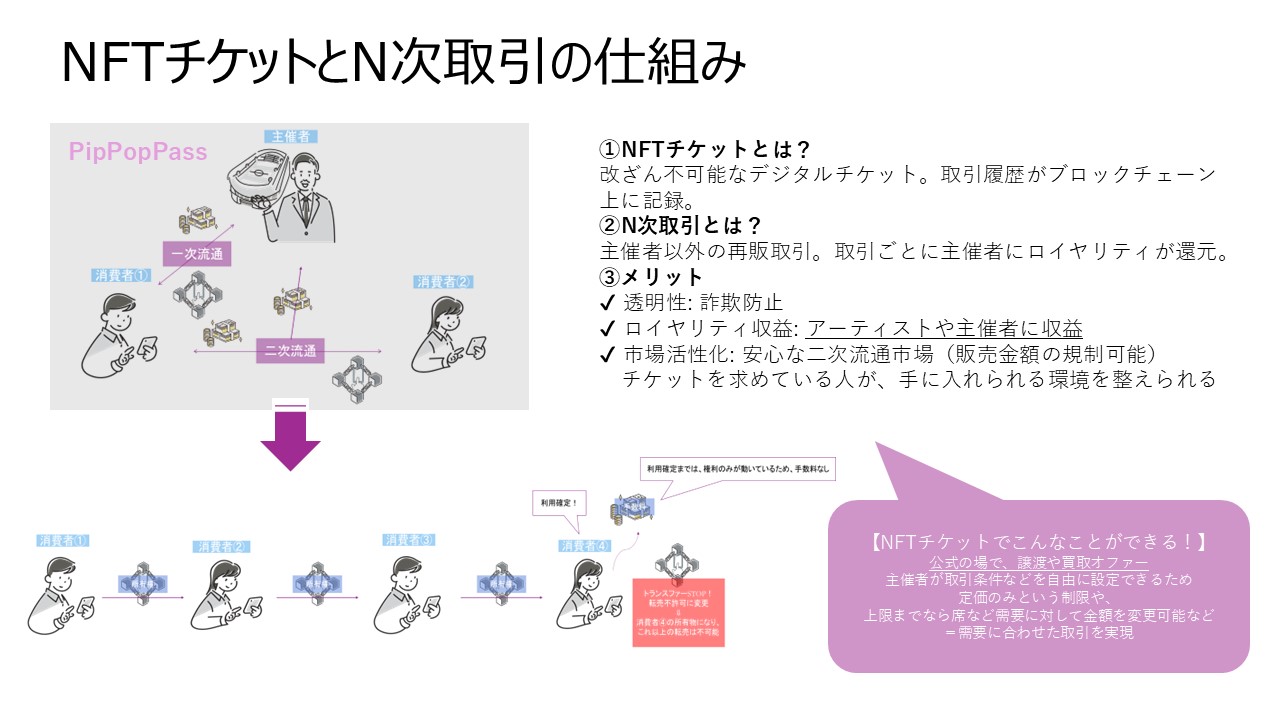 NFTチケットとN次取引の仕組み
PipPopPass
主催者
一次流通
消費者①
消費者②
二次流通
①NFTチケットとは？
改ざん不可能なデジタルチケット。取引履歴がブロックチェーン
上に記録。
②N次取引とは？
主催者以外の再販取引。取引ごとに主催者にロイヤリティが還元。
③メリット
✓ 透明性: 詐欺防止
✓ ロイヤリティ収益: アーティストや主催者に収益
✓ 市場活性化: 安心な二次流通市場（販売金額の規制可能）
チケットを求めている人が、手に入れられる環境を整えられる
利用確定までは、権利のみが動いているため、手数料なし
利用確定！
手数料
消費者①
消費者②
消費者③
消費者④
トランスファーSTOP！
転売不許可に変更
消費者④の所有物になり、
これ以上の転売は不可能
【NFTチケットでこんなことができる！】
公式の場で、譲渡や買取オファー
主催者が取引条件などを自由に設定できるため
定価のみという制限や、
上限までなら席など需要に対して金額を変更可能など
＝需要に合わせた取引を実現